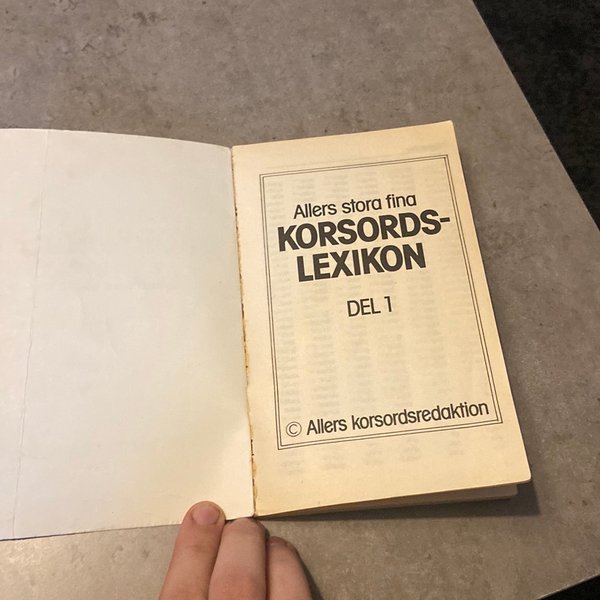 Allers stora fina
KORSORDS-
LEXIKON
DEL 1
© Allers korsordsredaktion